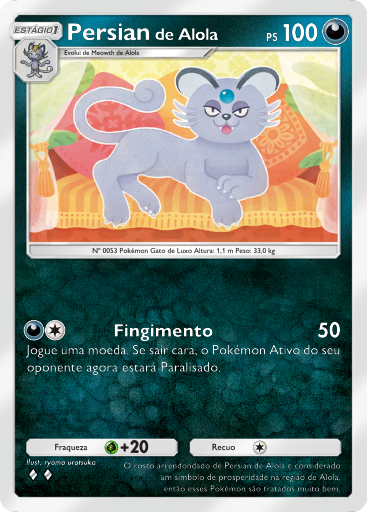 ESTÁGIO 1
Persian de Alola
PS 100
Evolui de Meowth de Alola
Nº 0053 Pokémon Gato de Luxo Altura: 1,1 m Peso: 33,0 kg
Fingimento 50
Jogue uma moeda. Se sair cara, o Pokémon Ativo do seu
oponente agora estará Paralisado.
Fraqueza +20
Recuo
Ilust. ryoma uratsuka
O rosto arredondado de Persian de Alola é considerado
um símbolo de prosperidade na região de Alola,
então esses Pokémon são tratados muito bem.